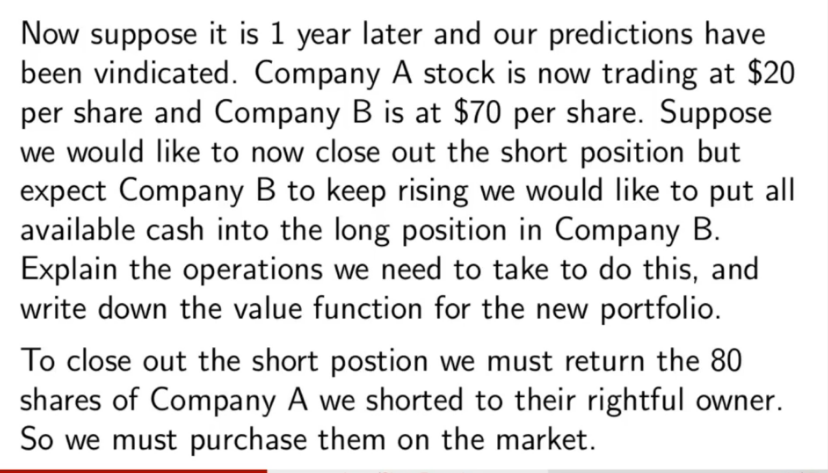 Now suppose it is 1 year later and our predictions have
been vindicated. Company A stock is now trading at $20
per share and Company B is at $70 per share. Suppose
we would like to now close out the short position but
expect Company B to keep rising we would like to put all
available cash into the long position in Company B.
Explain the operations we need to take to do this, and
write down the value function for the new portfolio.
To close out the short postion we must return the 80
shares of Company A we shorted to their rightful owner.
So we must purchase them on the market.